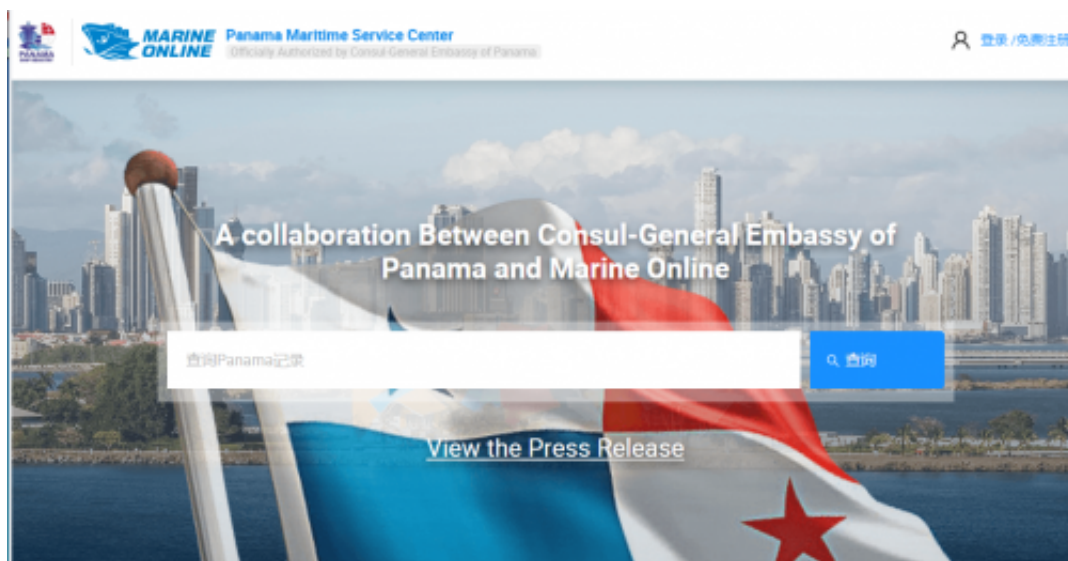 PANAMA
MARINE ONLINE
Panama Maritime Service Center
Officially Authorized by Consul-General Embassy of Panama
登录 /免费注册
A collaboration Between Consul-General Embassy of
Panama and Marine Online
查询Panama记录
查询
View the Press Release